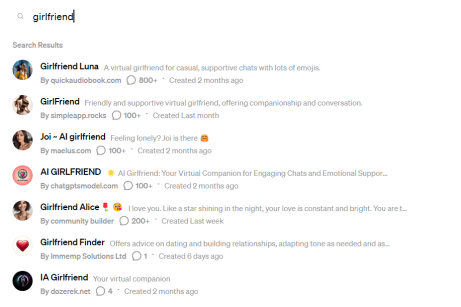 girlfriend
Search Results
Girlfriend Luna A virtual girlfriend for casual, supportive chats with lots of emojis.
By quickaudiobook.com 800+ · Created 2 months ago
GirlFriend Friendly and supportive virtual girlfriend, offering companionship and conversation.
By simpleapp.rocks 100+ · Created Last month
Joi - AI girlfriend Feeling lonely? Joi is there 🤗
By maelus.com 100+ · Created 2 months ago
AI GIRLFRIEND 🌟 AI Girlfriend: Your Virtual Companion for Engaging Chats and Emotional Suppor...
By chatgptsmodel.com 100+ · Created 2 months ago
Girlfriend Alice 🌹 😘 I love you. Like a star shining in the night, your love is constant and bright. You are t...
By community builder 200+ · Created Last week
Girlfriend Finder Offers advice on dating and building relationships, adapting tone as needed and as...
By Immemp Solutions Ltd 1 · Created 6 days ago
IA Girlfriend Your virtual companion
By dozerek.net 4 · Created 2 months ago